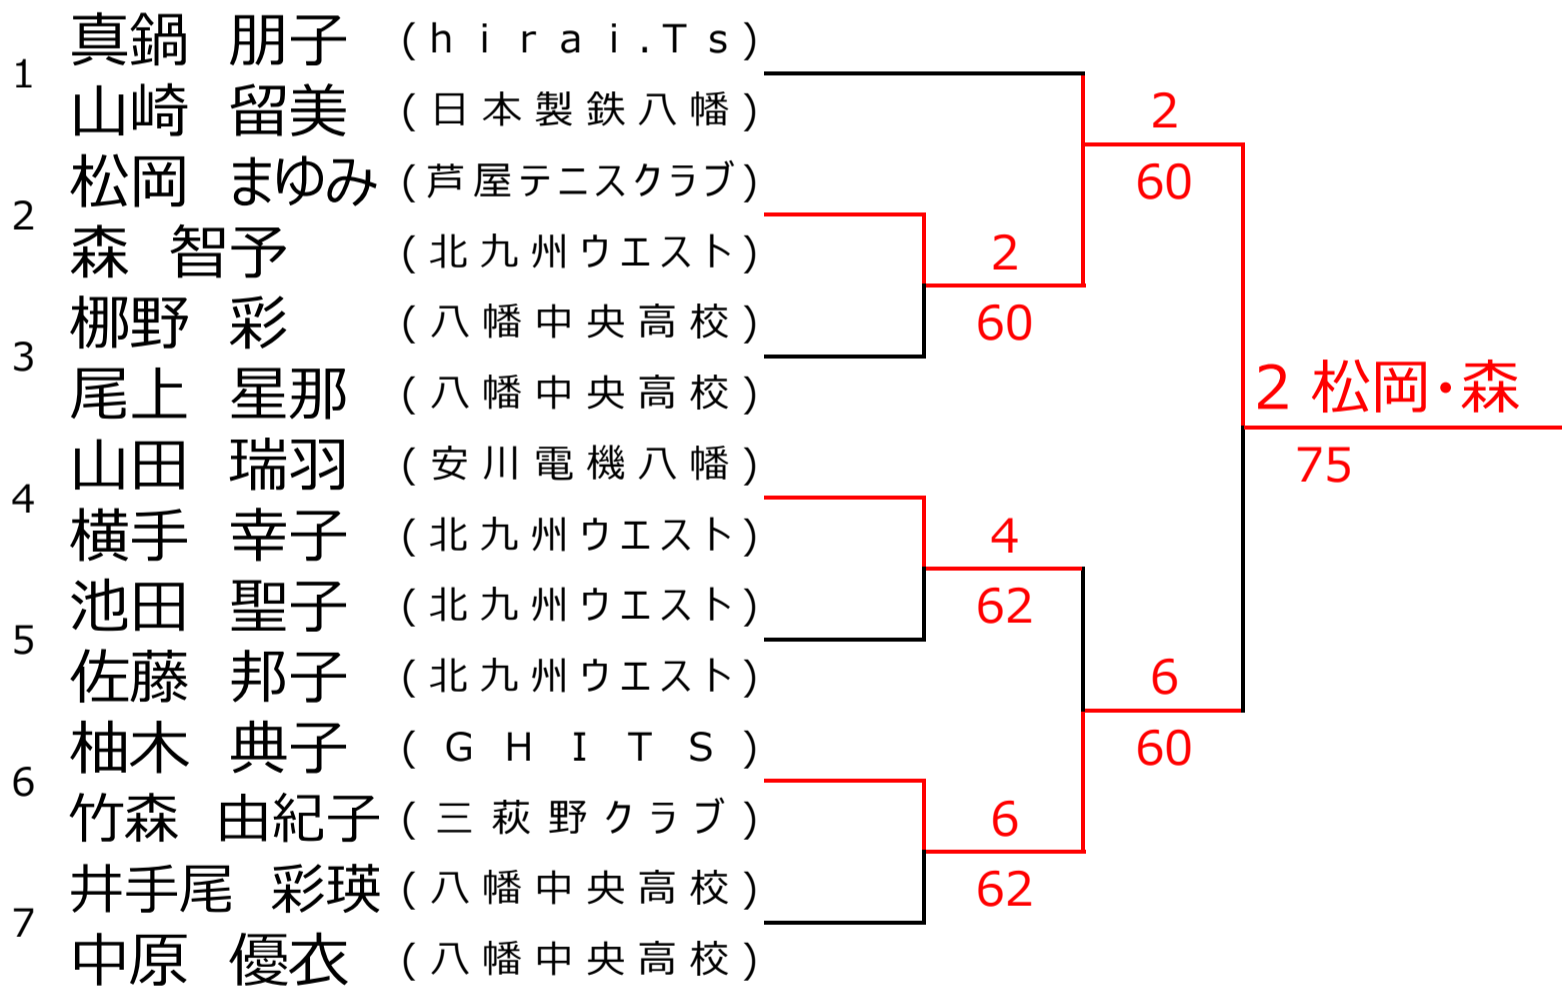 真鍋 朋子 (hirai.Ts)
1
山崎 留美 (日本製鉄八幡)
2
60
松岡 まゆみ (芦屋テニスクラブ)
2
森 智予 (北九州ウエスト)
2
60
梛野 彩 (八幡中央高校)
3
尾上 星那 (八幡中央高校)
2 松岡・森
75
山田 瑞羽 (安川電機八幡)
4
横手 幸子 (北九州ウエスト)
4
62
池田 聖子 (北九州ウエスト)
5
佐藤 邦子 (北九州ウエスト)
6
60
柚木 典子 (GHITS)
6
竹森 由紀子 (三萩野クラブ)
6
62
井手尾 彩瑛 (八幡中央高校)
7
中原 優衣 (八幡中央高校)